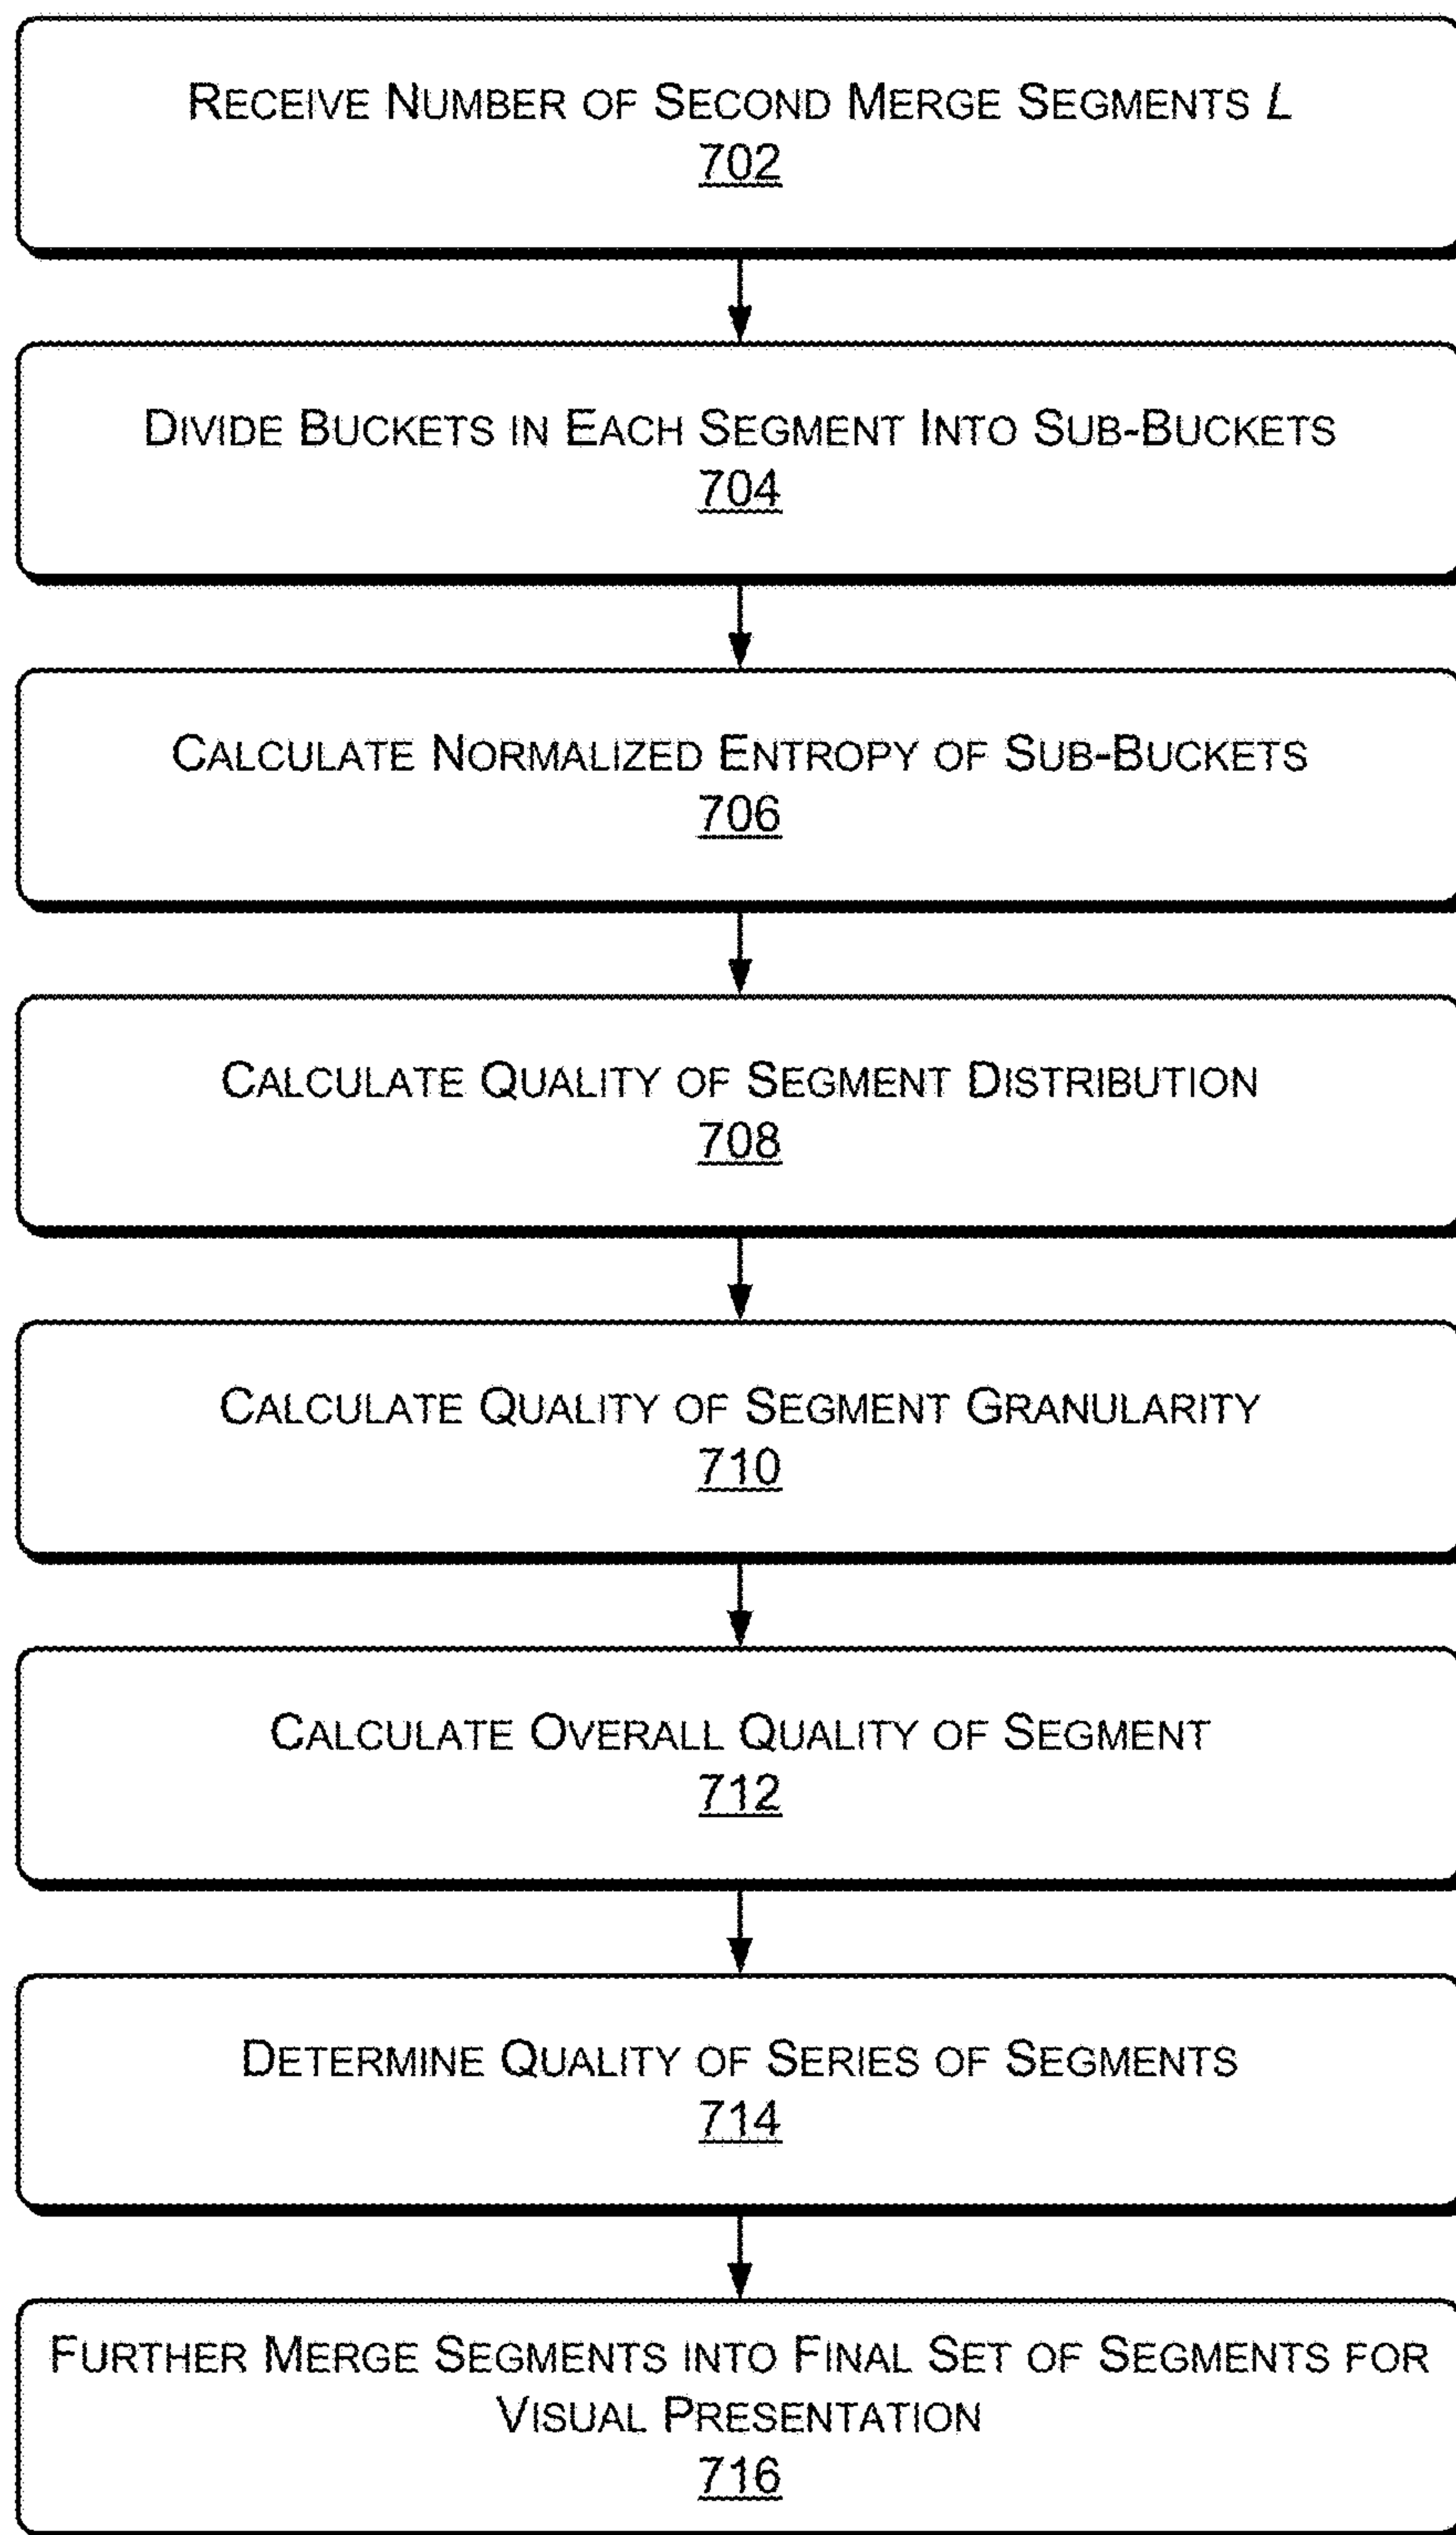 RECEIVE NUMBER OF SECOND MERGE SEGMENTS L
702
DIVIDE BUCKETS IN EACH SEGMENT INTO SUB-BUCKETS
704
CALCULATE NORMALIZED ENTROPY OF SUB-BUCKETS
706
CALCULATE QUALITY OF SEGMENT DISTRIBUTION
708
CALCULATE QUALITY OF SEGMENT GRANULARITY
710
CALCULATE OVERALL QUALITY OF SEGMENT
712
DETERMINE QUALITY OF SERIES OF SEGMENTS
714
FURTHER MERGE SEGMENTS INTO FINAL SET OF SEGMENTS FOR
VISUAL PRESENTATION
716